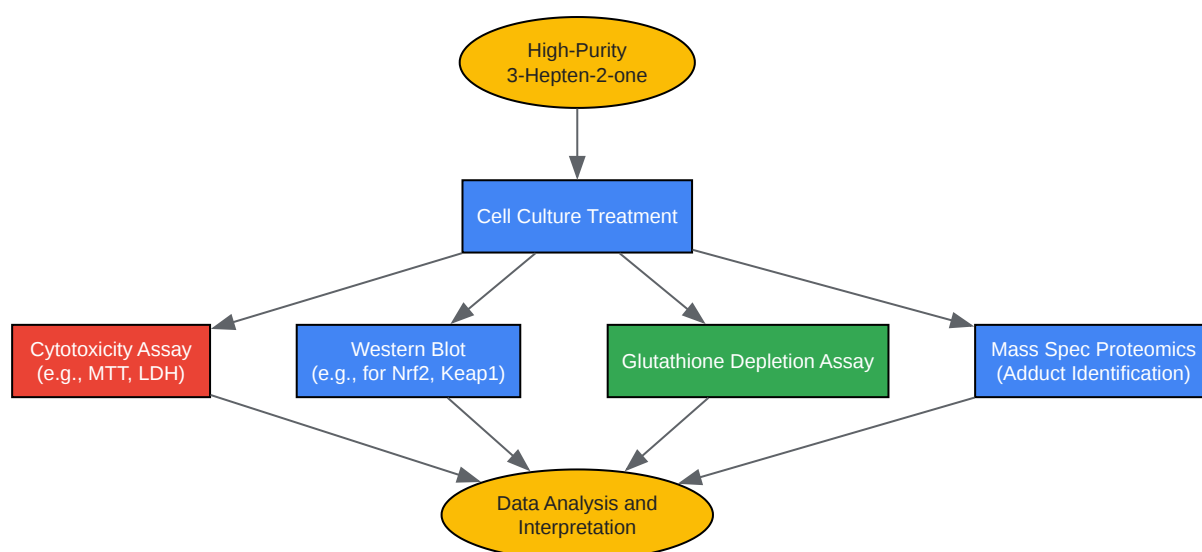 High-Purity
3-Hepten-2-one
Cell Culture Treatment
Cytotoxicity Assay
(e.g., MTT, LDH)
Western Blot
(e.g., for Nrf2, Keap1)
Glutathione Depletion Assay
Mass Spec Proteomics
(Adduct Identification)
Data Analysis and
Interpretation